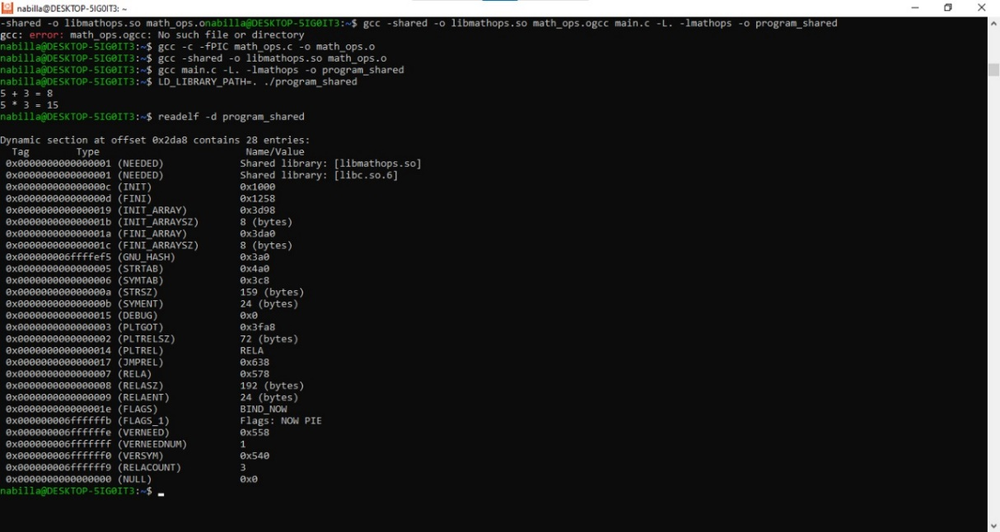 nabilla@DESKTOP-5IG0IT3: ~
-shared -o libmathops.so math_ops.onabilla@DESKTOP-5IG0IT3:~$ gcc -shared -o libmathops.so math_ops.ogcc main.c -L. -lmathops -o program_shared
gcc: error: math_ops.ogcc: No such file or directory
nabilla@DESKTOP-5IG0IT3:~$ gcc -c -fPIC math_ops.c -o math_ops.o
nabilla@DESKTOP-5IG0IT3:~$ gcc -shared -o libmathops.so math_ops.o
nabilla@DESKTOP-5IG0IT3:~$ gcc main.c -L. -lmathops -o program_shared
nabilla@DESKTOP-5IG0IT3:~$ LD_LIBRARY_PATH=. ./program_shared
5 + 3 = 8
5 * 3 = 15
nabilla@DESKTOP-5IG0IT3:~$ readelf -d program_shared
Dynamic section at offset 0x2da8 contains 28 entries:
Tag Type Name/Value
0x0000000000000001 (NEEDED) Shared library: [libmathops.so]
0x0000000000000001 (NEEDED) Shared library: [libc.so.6]
0x000000000000000c (INIT) 0x1000
0x000000000000000d (FINI) 0x1258
0x0000000000000019 (INIT_ARRAY) 0x3d98
0x000000000000001b (INIT_ARRAYSZ) 8 (bytes)
0x000000000000001a (FINI_ARRAY) 0x3da0
0x000000000000001c (FINI_ARRAYSZ) 8 (bytes)
0x000000006ffffef5 (GNU_HASH) 0x3a0
0x0000000000000005 (STRTAB) 0x4a0
0x0000000000000006 (SYMTAB) 0x3c8
0x000000000000000a (STRSZ) 159 (bytes)
0x000000000000000b (SYMENT) 24 (bytes)
0x0000000000000015 (DEBUG) 0x0
0x0000000000000003 (PLTGOT) 0x3fa8
0x0000000000000002 (PLTRELSZ) 72 (bytes)
0x0000000000000014 (PLTREL) RELA
0x0000000000000017 (JMPREL) 0x638
0x0000000000000007 (RELA) 0x578
0x0000000000000008 (RELASZ) 192 (bytes)
0x0000000000000009 (RELAENT) 24 (bytes)
0x000000000000001e (FLAGS) BIND_NOW
0x000000006ffffffb (FLAGS_1) Flags: NOW PIE
0x000000006ffffffe (VERNEED) 0x558
0x000000006fffffff (VERNEEDNUM) 1
0x000000006ffffff0 (VERSYM) 0x540
0x000000006ffffff9 (RELACOUNT) 3
0x0000000000000000 (NULL) 0x0
nabilla@DESKTOP-5IG0IT3:~$